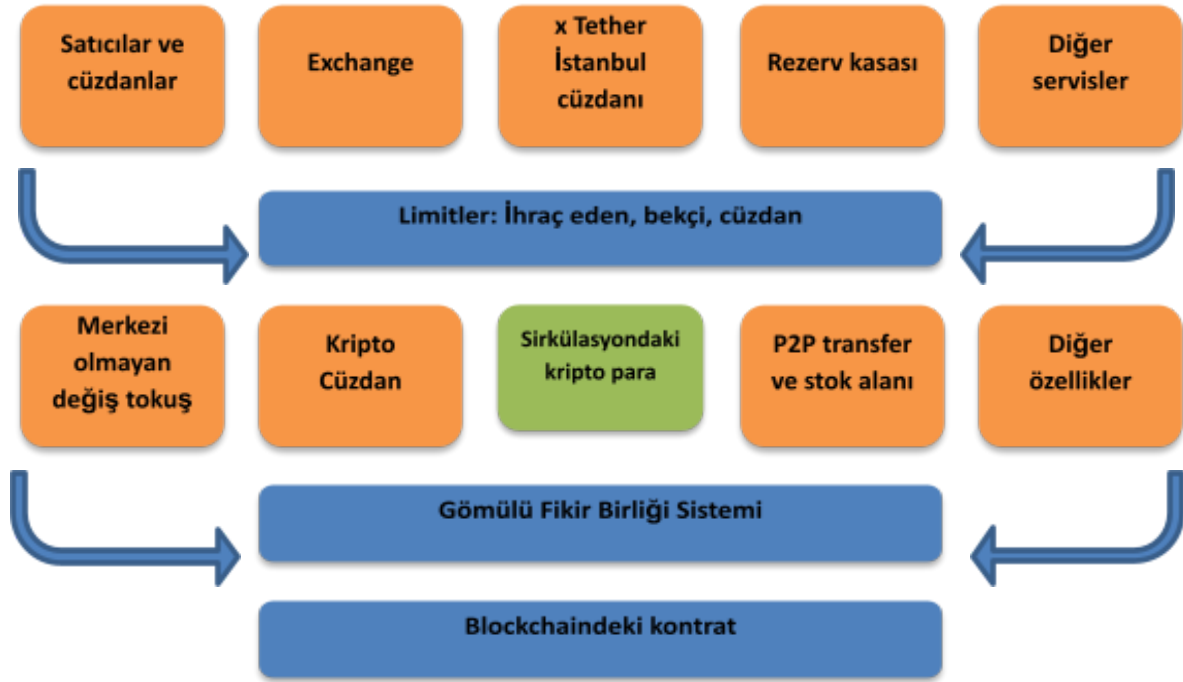 Satıcılar ve
cüzdanlar
Exchange
x Tether
İstanbul
cüzdanı
Rezerv kasası
Diğer
servisler
Limitler: İhraç eden, bekçi, cüzdan
Merkezi
olmayan
değiş tokuş
Kripto
Cüzdan
Sirkülasyondaki
kripto para
P2P transfer
ve stok alanı
Diğer
özellikler
Gömülü Fikir Birliği Sistemi
Blockchaindeki kontrat